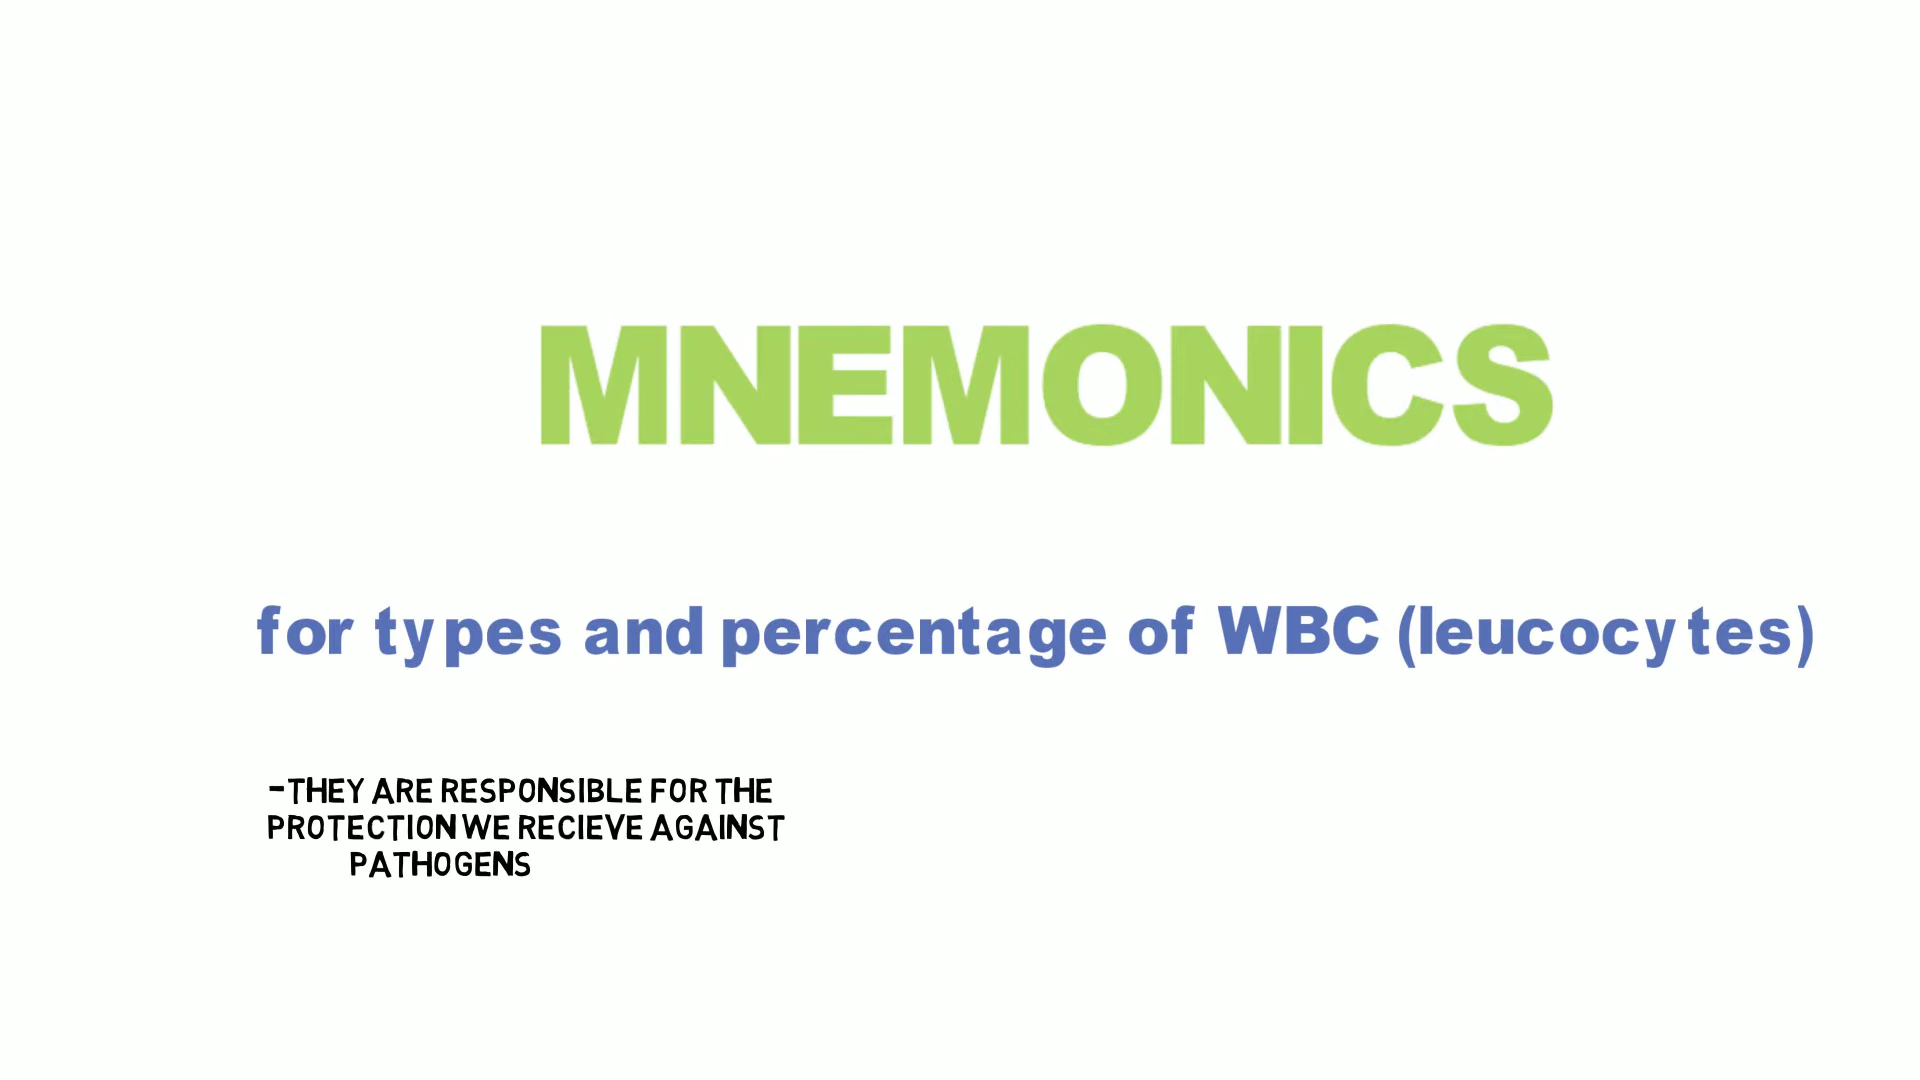 MNEMONICS
for types and percentage of WBC (leucocytes)
-THEY ARE RESPONSIBLE FOR THE
PROTECTION WE RECIEVE AGAINST
PATHOGENS